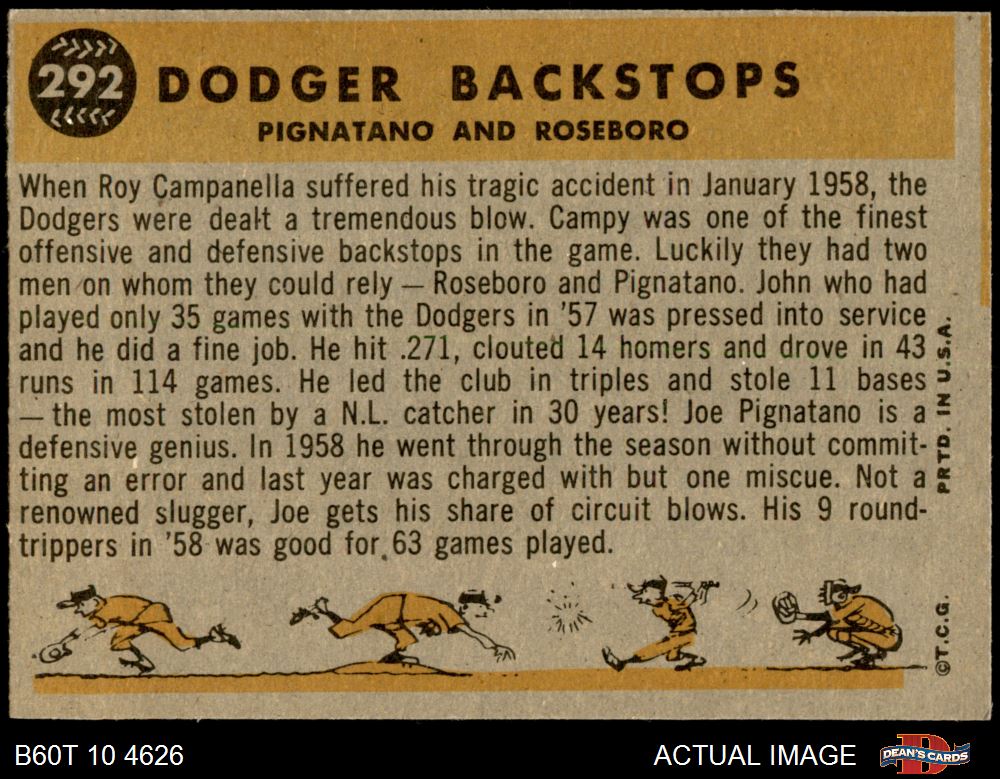 292
DODGER BACKSTOPS
PIGNATANO AND ROSEBORO
When Roy Campanella suffered his tragic accident in January 1958, the
Dodgers were dealt a tremendous blow. Campy was one of the finest
offensive and defensive backstops in the game. Luckily they had two
men on whom they could rely — Roseboro and Pignatano. John who had
played only 35 games with the Dodgers in '57 was pressed into service
and he did a fine job. He hit .271, clouted 14 homers and drove in 43
runs in 114 games. He led the club in triples and stole 11 bases
— the most stolen by a N.L. catcher in 30 years! Joe Pignatano is a
defensive genius. In 1958 he went through the season without commit-
ting an error and last year was charged with but one miscue. Not a
renowned slugger, Joe gets his share of circuit blows. His 9 round-
trippers in '58 was good for 63 games played.
©T.C.G. PRTD. IN U.S.A.
B60T 10 4626
ACTUAL IMAGE
DEAN'S CARDS